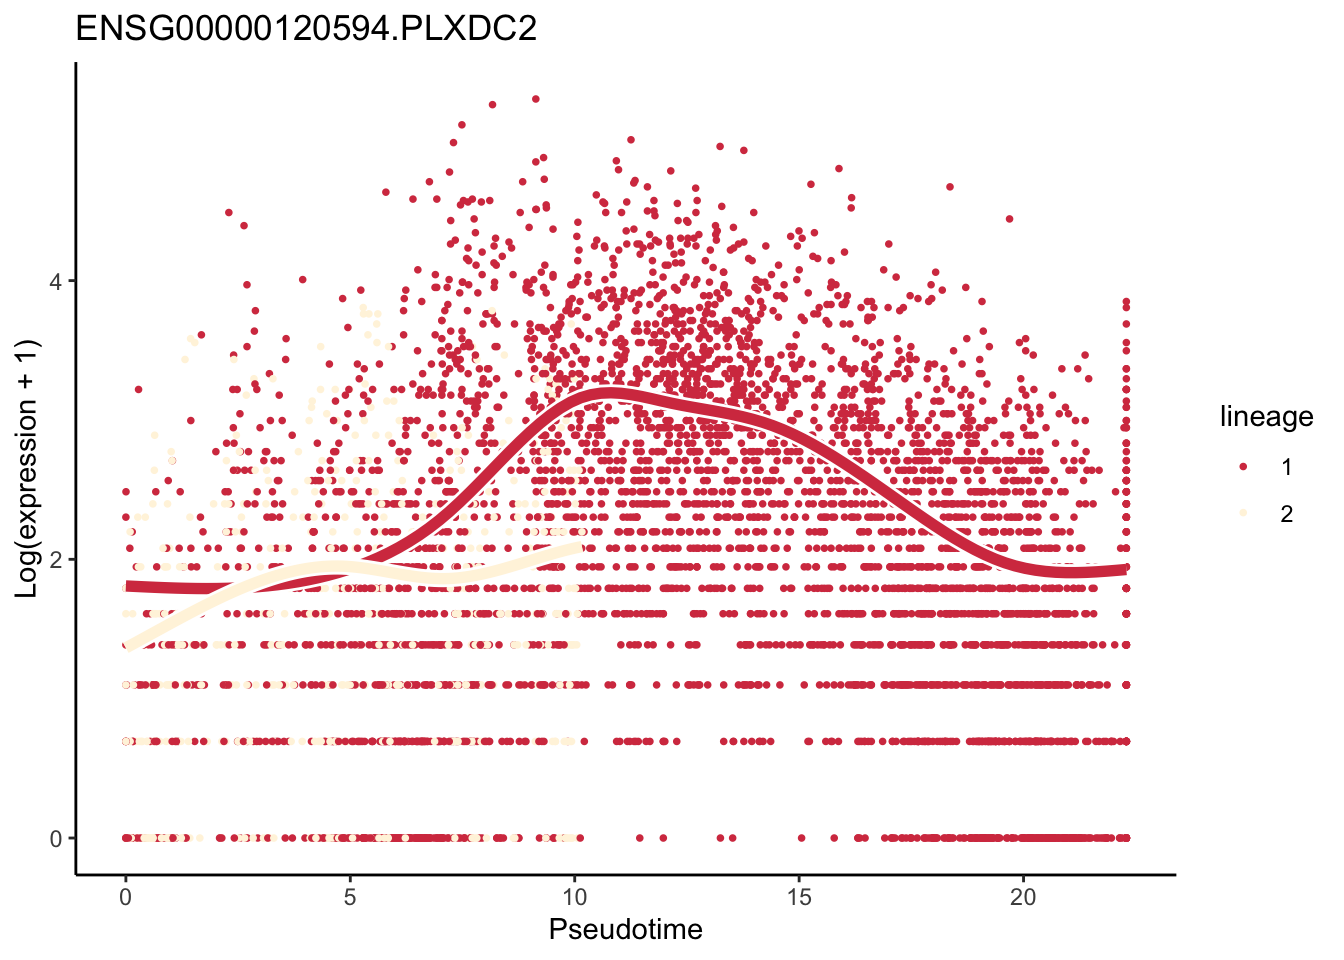 ENSG00000120594.PLXDC2
Log(expression + 1)
4
2
0
0 5 10 15 20
Pseudotime
lineage
1
2